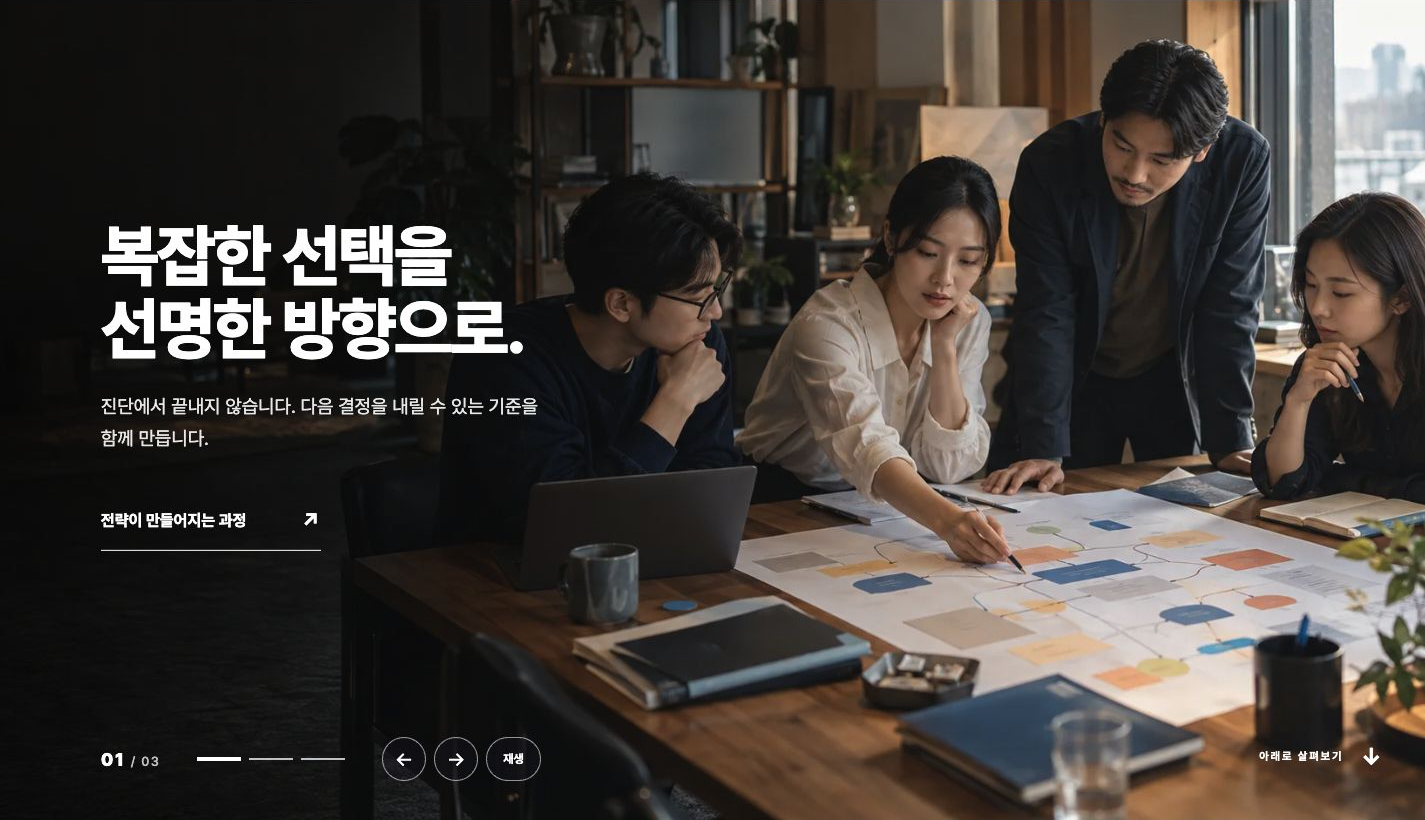 복잡한 선택을
선명한 방향으로.
진단에서 끝내지 않습니다. 다음 결정을 내릴 수 있는 기준을
함께 만듭니다.
전략이 만들어지는 과정 ↗
01 / 03
← → 재생
아래로 살펴보기 ↓